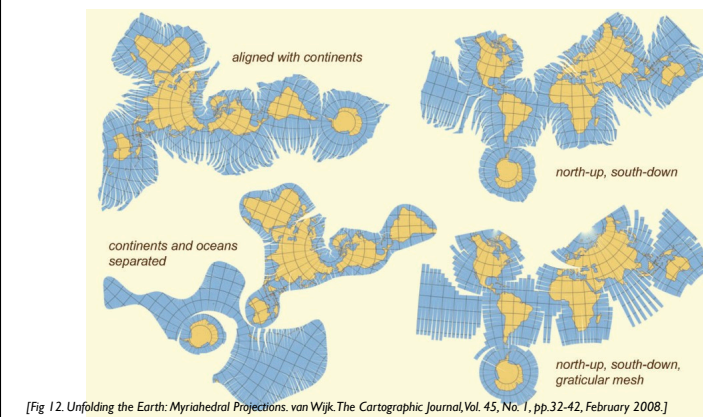 aligned with continents
north-up, south-down
continents and oceans
separated
north-up, south-down,
graticular mesh
[Fig 12. Unfolding the Earth: Myriahedral Projections. van Wijk. The Cartographic Journal, Vol. 45, No. 1, pp.32-42, February 2008.]